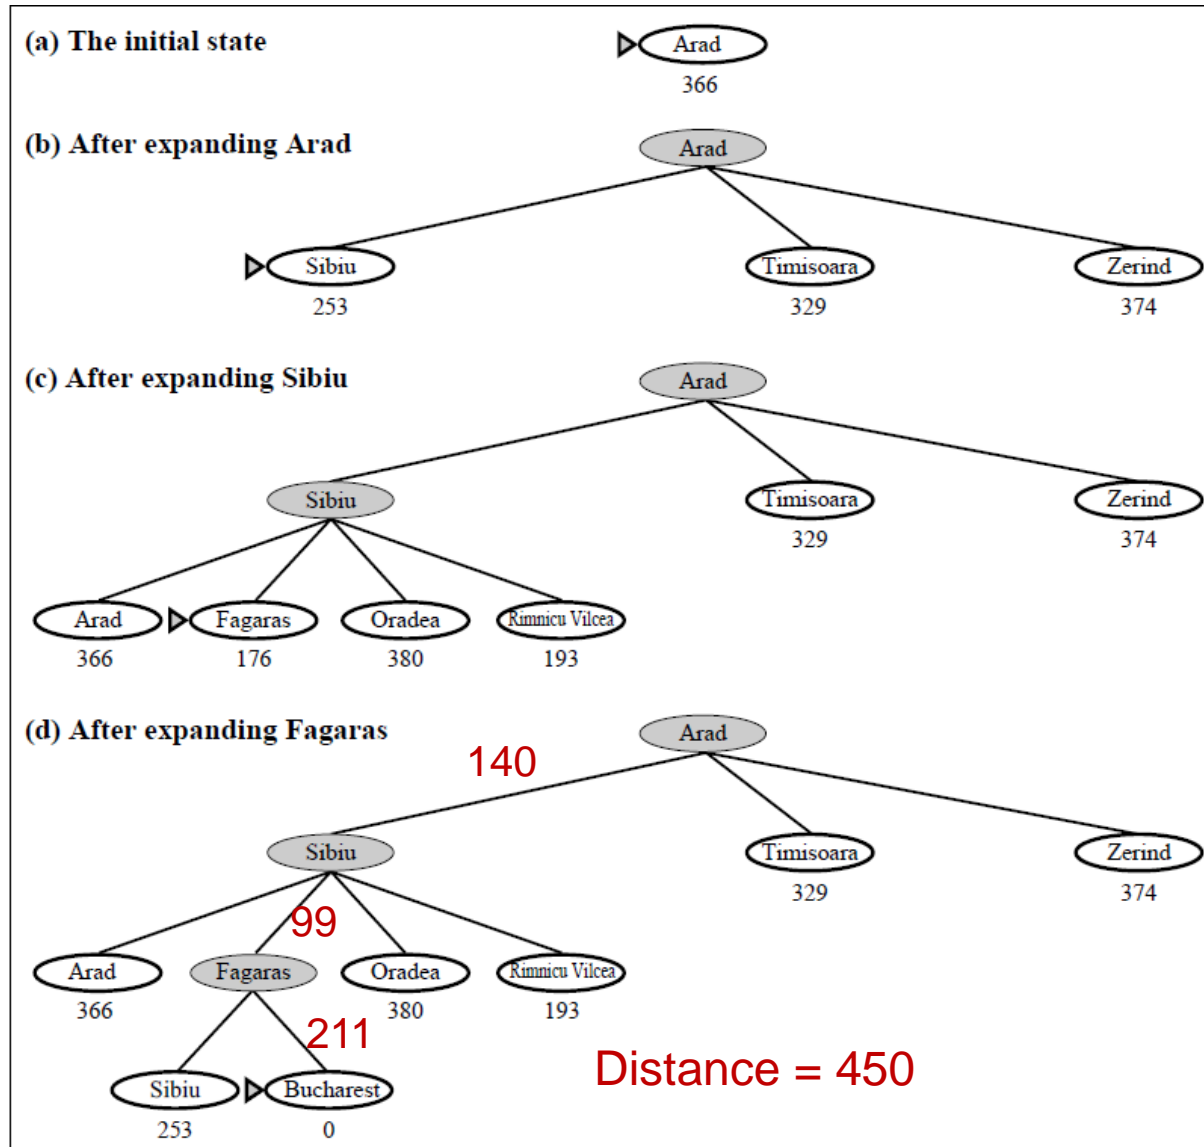 (a) The initial state
Arad
366
(b) After expanding Arad
Arad
Sibiu
Timisoara
Zerind
253
329
374
(c) After expanding Sibiu
Arad
Sibiu
Timisoara
Zerind
329
374
Arad
Fagaras
Oradea
Rimnicu Vilcea
366
176
380
193
(d) After expanding Fagaras
Arad
140
Sibiu
Timisoara
Zerind
329
374
99
Arad
Fagaras
Oradea
Rimnicu Vilcea
366
380
193
211
Distance = 450
Sibiu
Bucharest
253
0